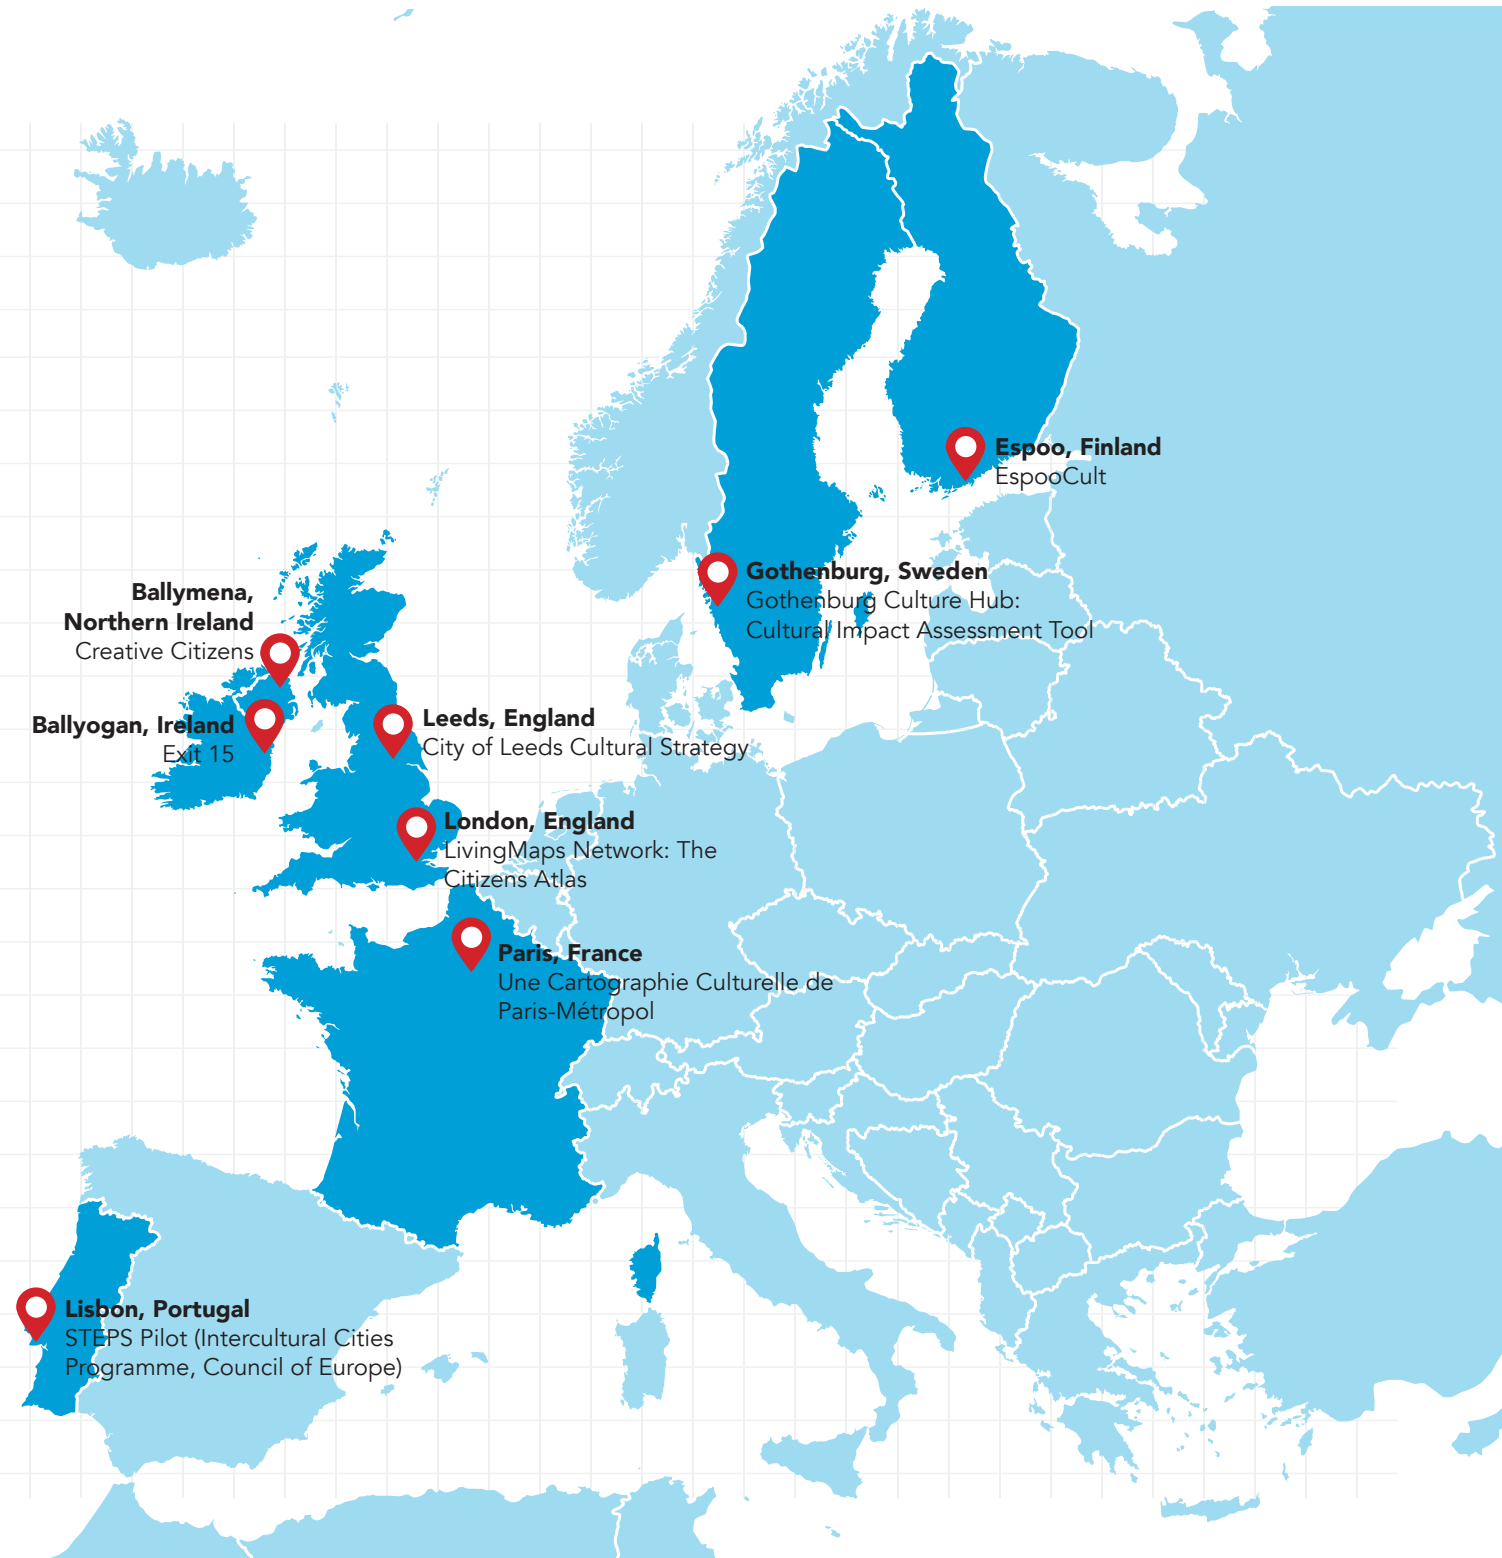 Espoo, Finland
EspooCult
Gothenburg, Sweden
Gothenburg Culture Hub:
Cultural Impact Assessment Tool
Ballymena,
Northern Ireland
Creative Citizens
Ballyogan, Ireland
Exit 15
Leeds, England
City of Leeds Cultural Strategy
London, England
LivingMaps Network: The
Citizens Atlas
Paris, France
Une Cartographie Culturelle de
Paris-Métropol
Lisbon, Portugal
STEPS Pilot (Intercultural Cities
Programme, Council of Europe)